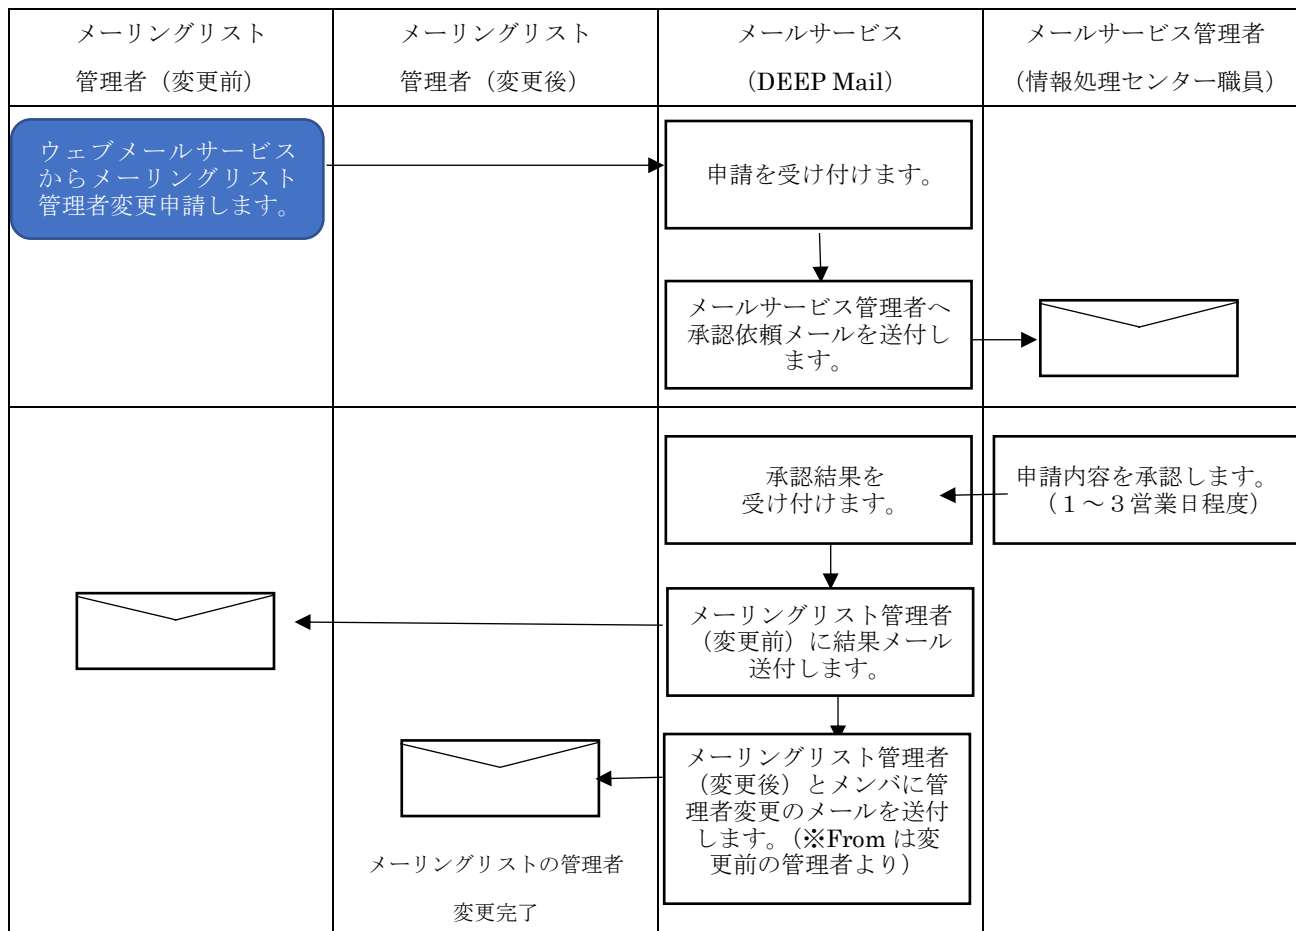 メーリングリスト
管理者（変更前）
メーリングリスト
管理者（変更後）
メールサービス
（DEEP Mail）
メールサービス管理者
（情報処理センター職員）
ウェブメールサービス
からメーリングリスト
管理者変更申請します。
申請を受け付けます。
メールサービス管理者へ
承認依頼メールを送付し
ます。
承認結果を
受け付けます。
申請内容を承認します。
（１～３営業日程度）
メーリングリスト管理者
（変更前）に結果メール
送付します。
メーリングリスト管理者
（変更後）とメンバに管
理者変更のメールを送付
します。（※From は変
更前の管理者より）
メーリングリストの管理者
変更完了